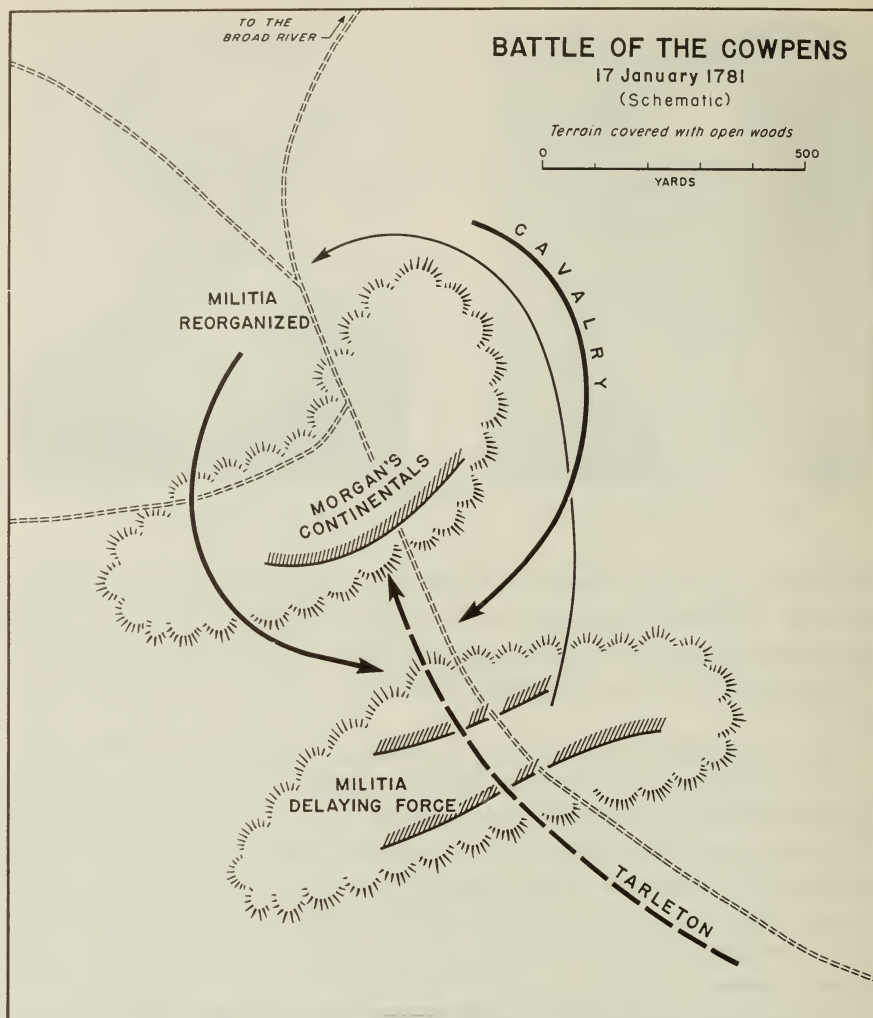 TO THE
BROAD RIVER
BATTLE OF THE COWPENS
17 January 1781
(Schematic)
Terrain covered with open woods
0 500
YARDS
CAVALRY
MILITIA
REORGANIZED
MORGAN'S
CONTINENTALS
MILITIA
DELAYING FORCE
TARLETON